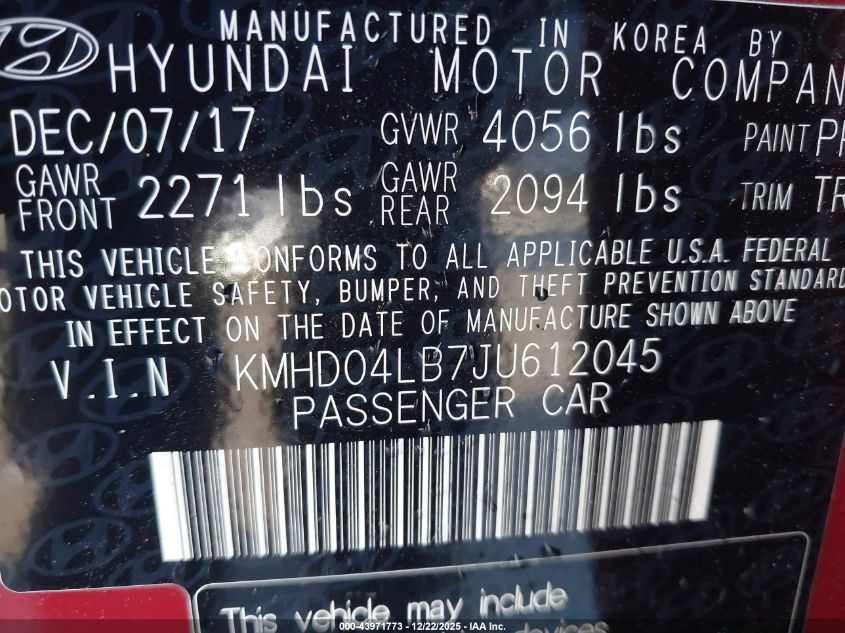 MANUFACTURED IN KOREA BY
HYUNDAI MOTOR COMPAN
DEC/07/17 GVWR 4056 lbs PAINT
GAWR FRONT 2271 lbs GAWR REAR 2094 lbs TRIM TR
THIS VEHICLE CONFORMS TO ALL APPLICABLE U.S.A. FEDERAL
OTOR VEHICLE SAFETY, BUMPER, AND THEFT PREVENTION STANDARD
IN EFFECT ON THE DATE OF MANUFACTURE SHOWN ABOVE
V.I.N KMHD04LB7JU612045
PASSENGER CAR
This vehicle may include
devices
000-43971773 - 12/22/2025 - IAA Inc.